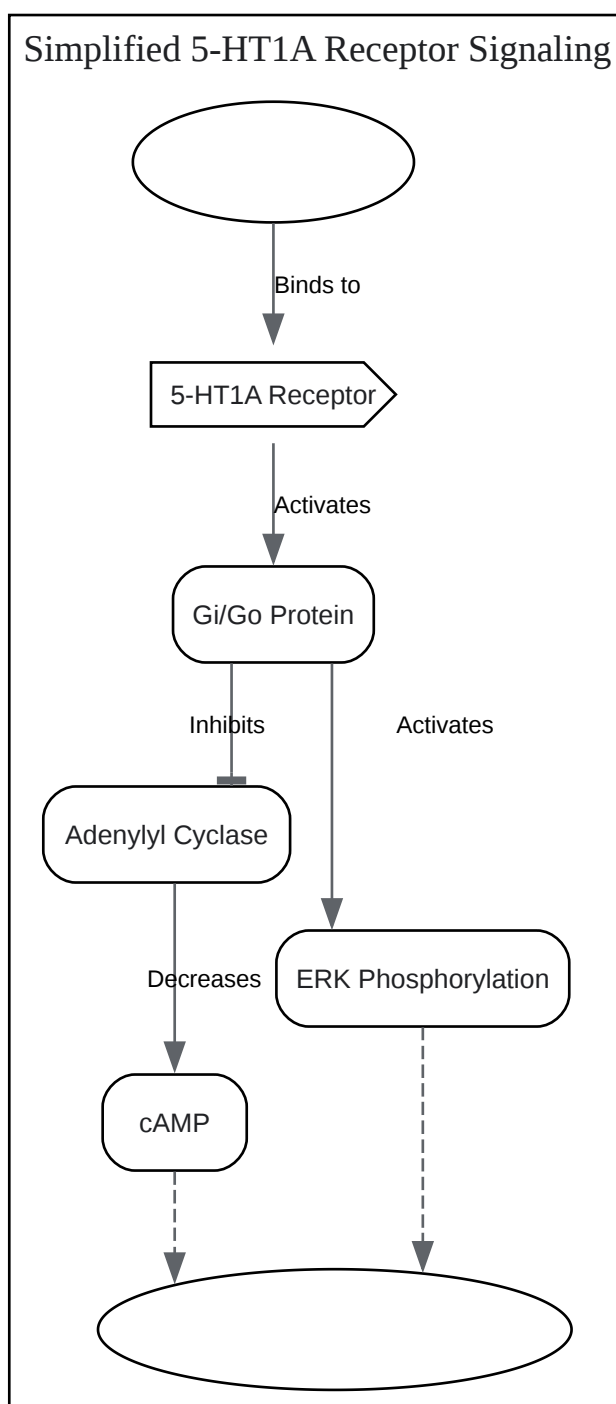 Simplified 5-HT1A Receptor Signaling
Binds to
5-HT1A Receptor
Activates
Gi/Go Protein
Inhibits
Activates
Adenylyl Cyclase
Decreases
ERK Phosphorylation
cAMP